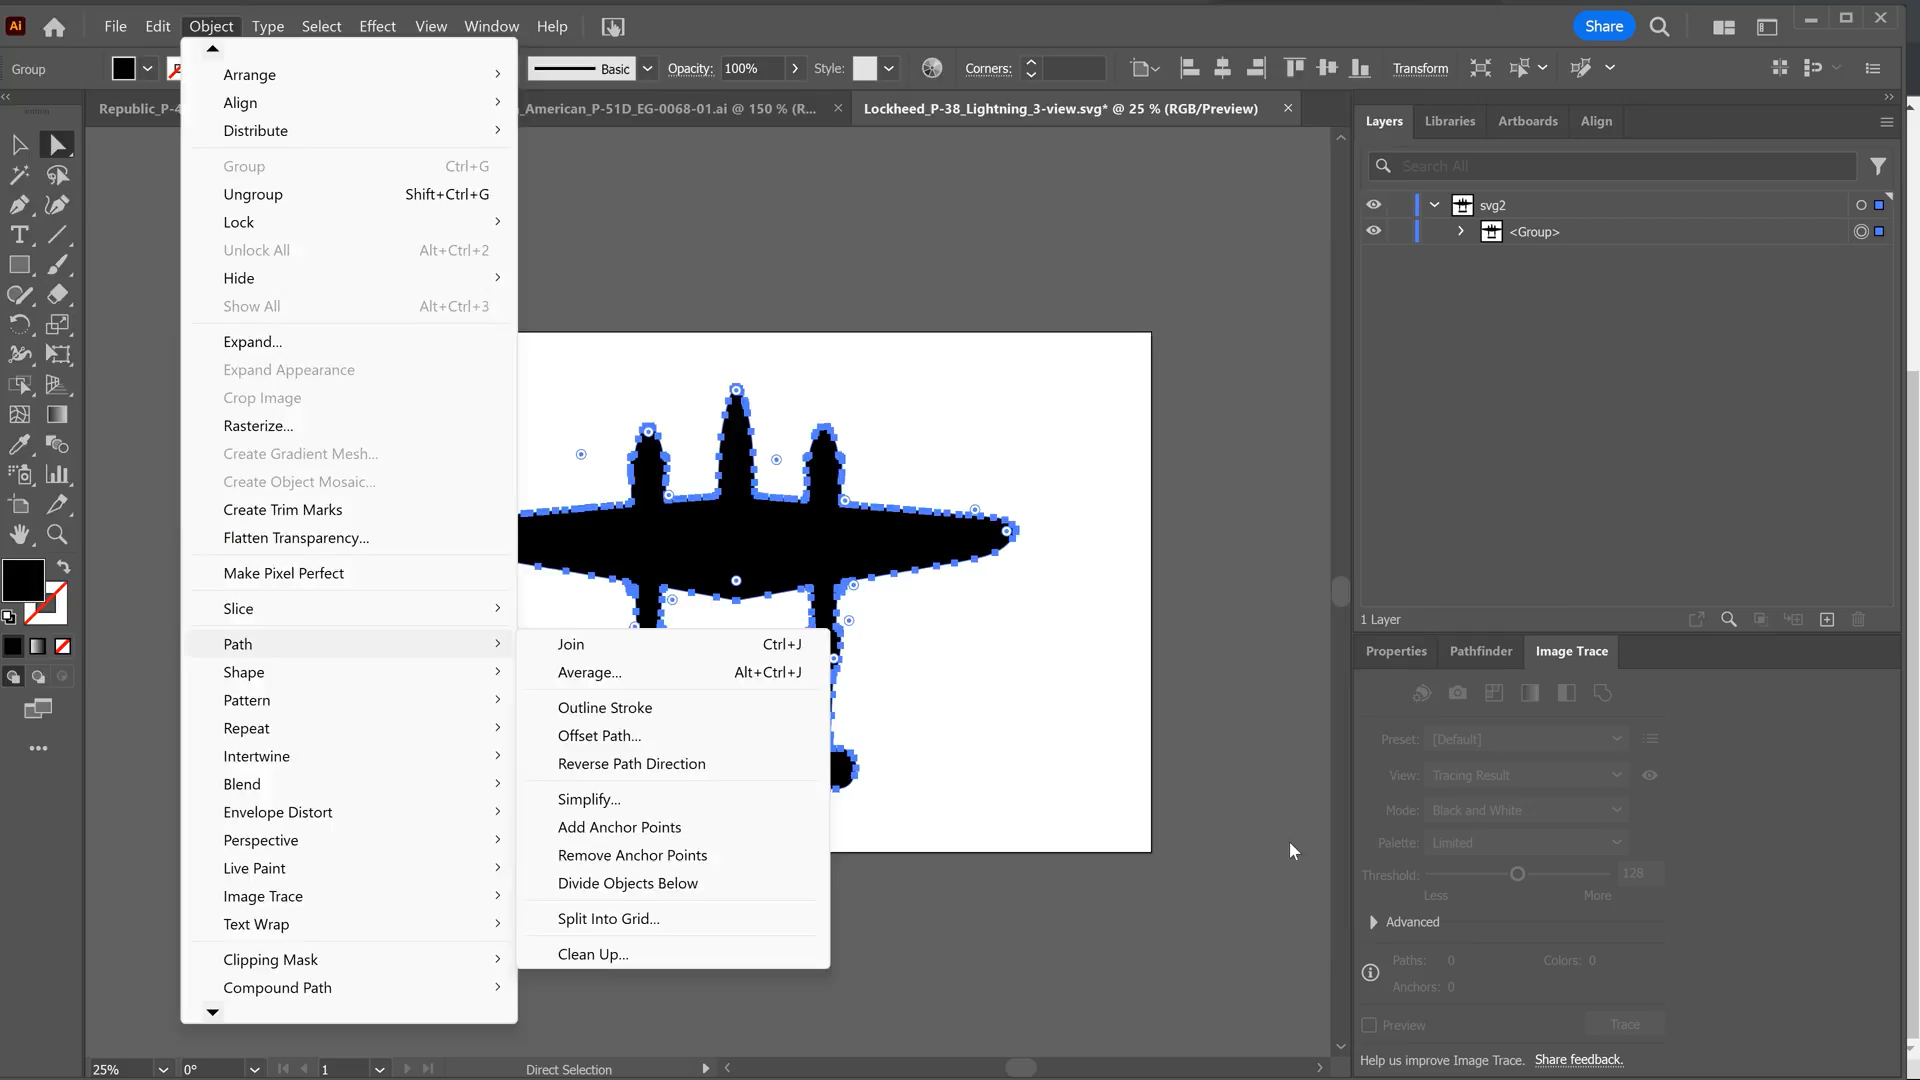 Ai
File Edit Object Type Select Effect View Window Help
Share
Group
Basic
Opacity: 100%
Style:
Corners:
Transform
Republic_P-4
_American_P-51D_EG-0068-01.ai @ 150 % (R...
Lockheed_P-38_Lightning_3-view.svg* @ 25 % (RGB/Preview)
Arrange
Align
Distribute
Group Ctrl+G
Ungroup Shift+Ctrl+G
Lock
Unlock All Alt+Ctrl+2
Hide
Show All Alt+Ctrl+3
Expand...
Expand Appearance
Crop Image
Rasterize...
Create Gradient Mesh...
Create Object Mosaic...
Create Trim Marks
Flatten Transparency...
Make Pixel Perfect
Slice
Path
Shape
Pattern
Repeat
Intertwine
Blend
Envelope Distort
Perspective
Live Paint
Image Trace
Text Wrap
Clipping Mask
Compound Path
Join Ctrl+J
Average... Alt+Ctrl+J
Outline Stroke
Offset Path...
Reverse Path Direction
Simplify...
Add Anchor Points
Remove Anchor Points
Divide Objects Below
Split Into Grid...
Clean Up...
Layers Libraries Artboards Align
Search All
svg2
<Group>
1 Layer
Properties Pathfinder Image Trace
Preset: [Default]
View: Tracing Result
Mode: Black and White
Palette: Limited
Threshold: 128
Less More
Advanced
Paths: 0 Colors: 0
Anchors: 0
Preview Trace
Help us improve Image Trace. Share feedback.
25% 0° 1 Direct Selection